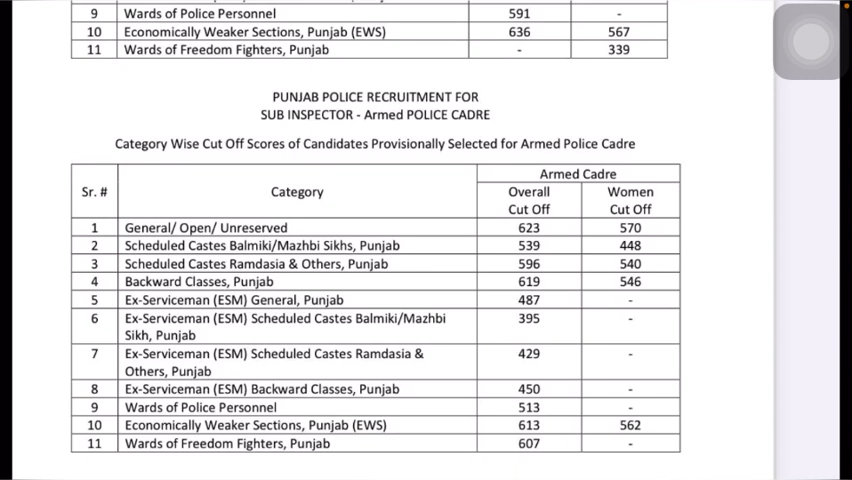 9 Wards of Police Personnel 591 -
10 Economically Weaker Sections, Punjab (EWS) 636 567
11 Wards of Freedom Fighters, Punjab - 339
PUNJAB POLICE RECRUITMENT FOR
SUB INSPECTOR - Armed POLICE CADRE
Category Wise Cut Off Scores of Candidates Provisionally Selected for Armed Police Cadre
Armed Cadre
Sr. # Category Overall Women
Cut Off Cut Off
1 General/ Open/ Unreserved 623 570
2 Scheduled Castes Balmiki/Mazhbi Sikhs, Punjab 539 448
3 Scheduled Castes Ramdasia & Others, Punjab 596 540
4 Backward Classes, Punjab 619 546
5 Ex-Serviceman (ESM) General, Punjab 487 -
6 Ex-Serviceman (ESM) Scheduled Castes Balmiki/Mazhbi 395 -
Sikh, Punjab
7 Ex-Serviceman (ESM) Scheduled Castes Ramdasia & 429 -
Others, Punjab
8 Ex-Serviceman (ESM) Backward Classes, Punjab 450 -
9 Wards of Police Personnel 513 -
10 Economically Weaker Sections, Punjab (EWS) 613 562
11 Wards of Freedom Fighters, Punjab 607 -